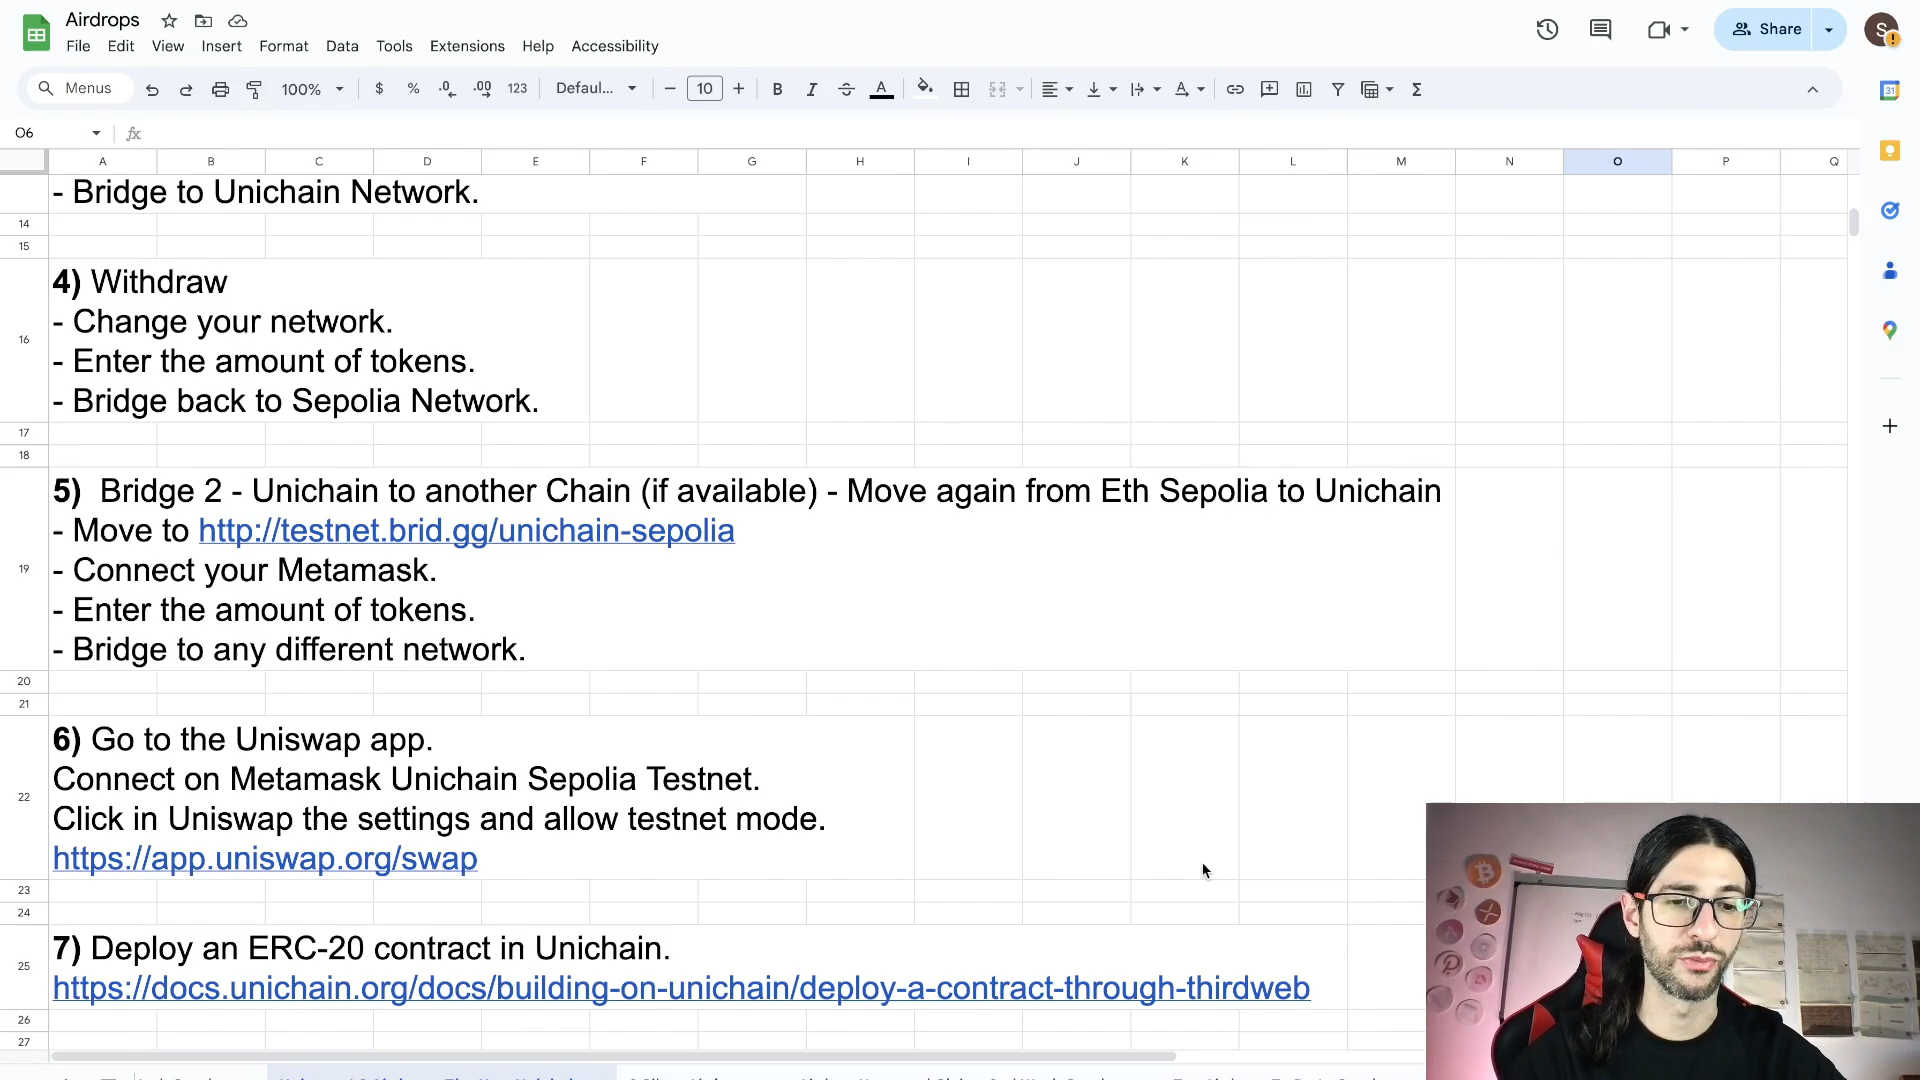 Airdrops
File Edit View Insert Format Data Tools Extensions Help Accessibility
Share
S
Menus 100% $ % .0 .00 123 Defaul... 10 B I A
31
O6 fx
A B C D E F G H I J K L M N O P Q
- Bridge to Unichain Network.
14
15
16
4) Withdraw
- Change your network.
- Enter the amount of tokens.
- Bridge back to Sepolia Network.
17
18
19
5) Bridge 2 - Unichain to another Chain (if available) - Move again from Eth Sepolia to Unichain
- Move to http://testnet.brid.gg/unichain-sepolia
- Connect your Metamask.
- Enter the amount of tokens.
- Bridge to any different network.
20
21
22
6) Go to the Uniswap app.
Connect on Metamask Unichain Sepolia Testnet.
Click in Uniswap the settings and allow testnet mode.
https://app.uniswap.org/swap
23
24
25
7) Deploy an ERC-20 contract in Unichain.
https://docs.unichain.org/docs/building-on-unichain/deploy-a-contract-through-thirdweb
26
27